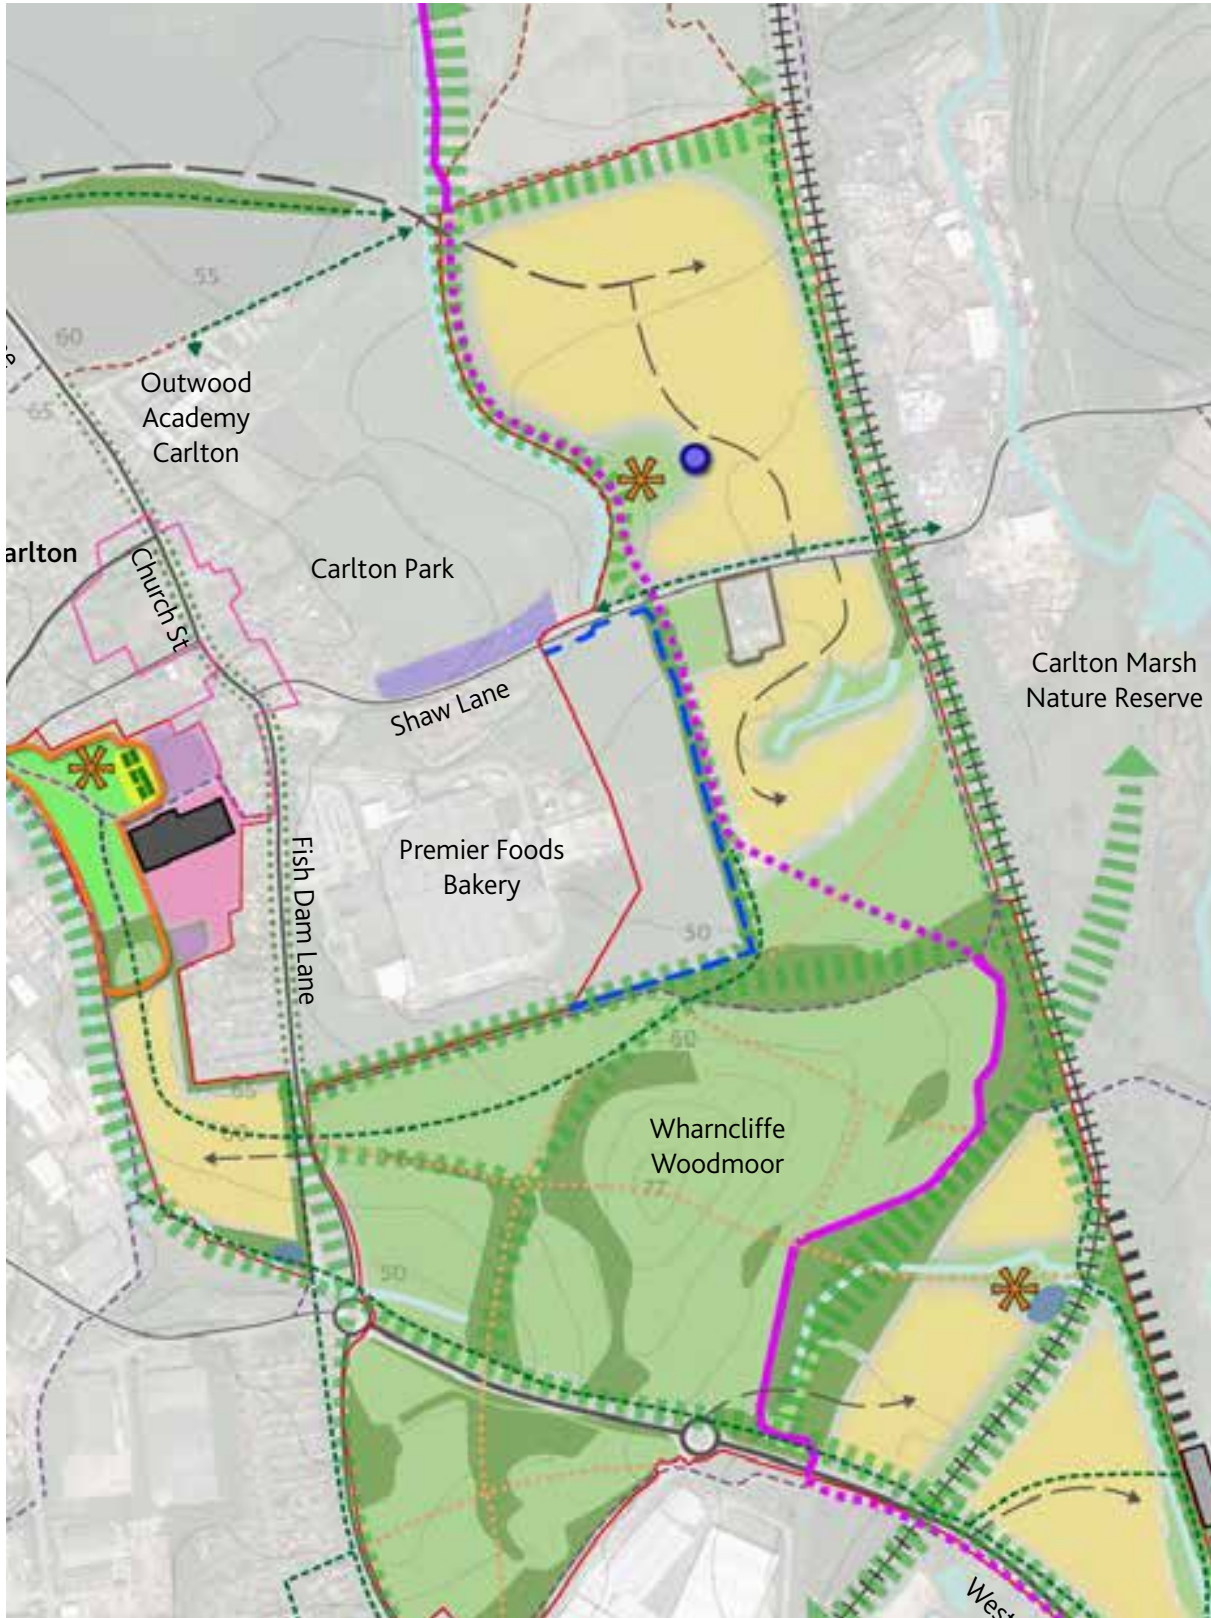 55
60
65
Outwood
Academy
Carlton
arlton
Church St
Carlton Park
Shaw Lane
Carlton Marsh
Nature Reserve
Premier Foods
Bakery
Fish Dam Lane
50
60
Wharncliffe
Woodmoor
77
50
West